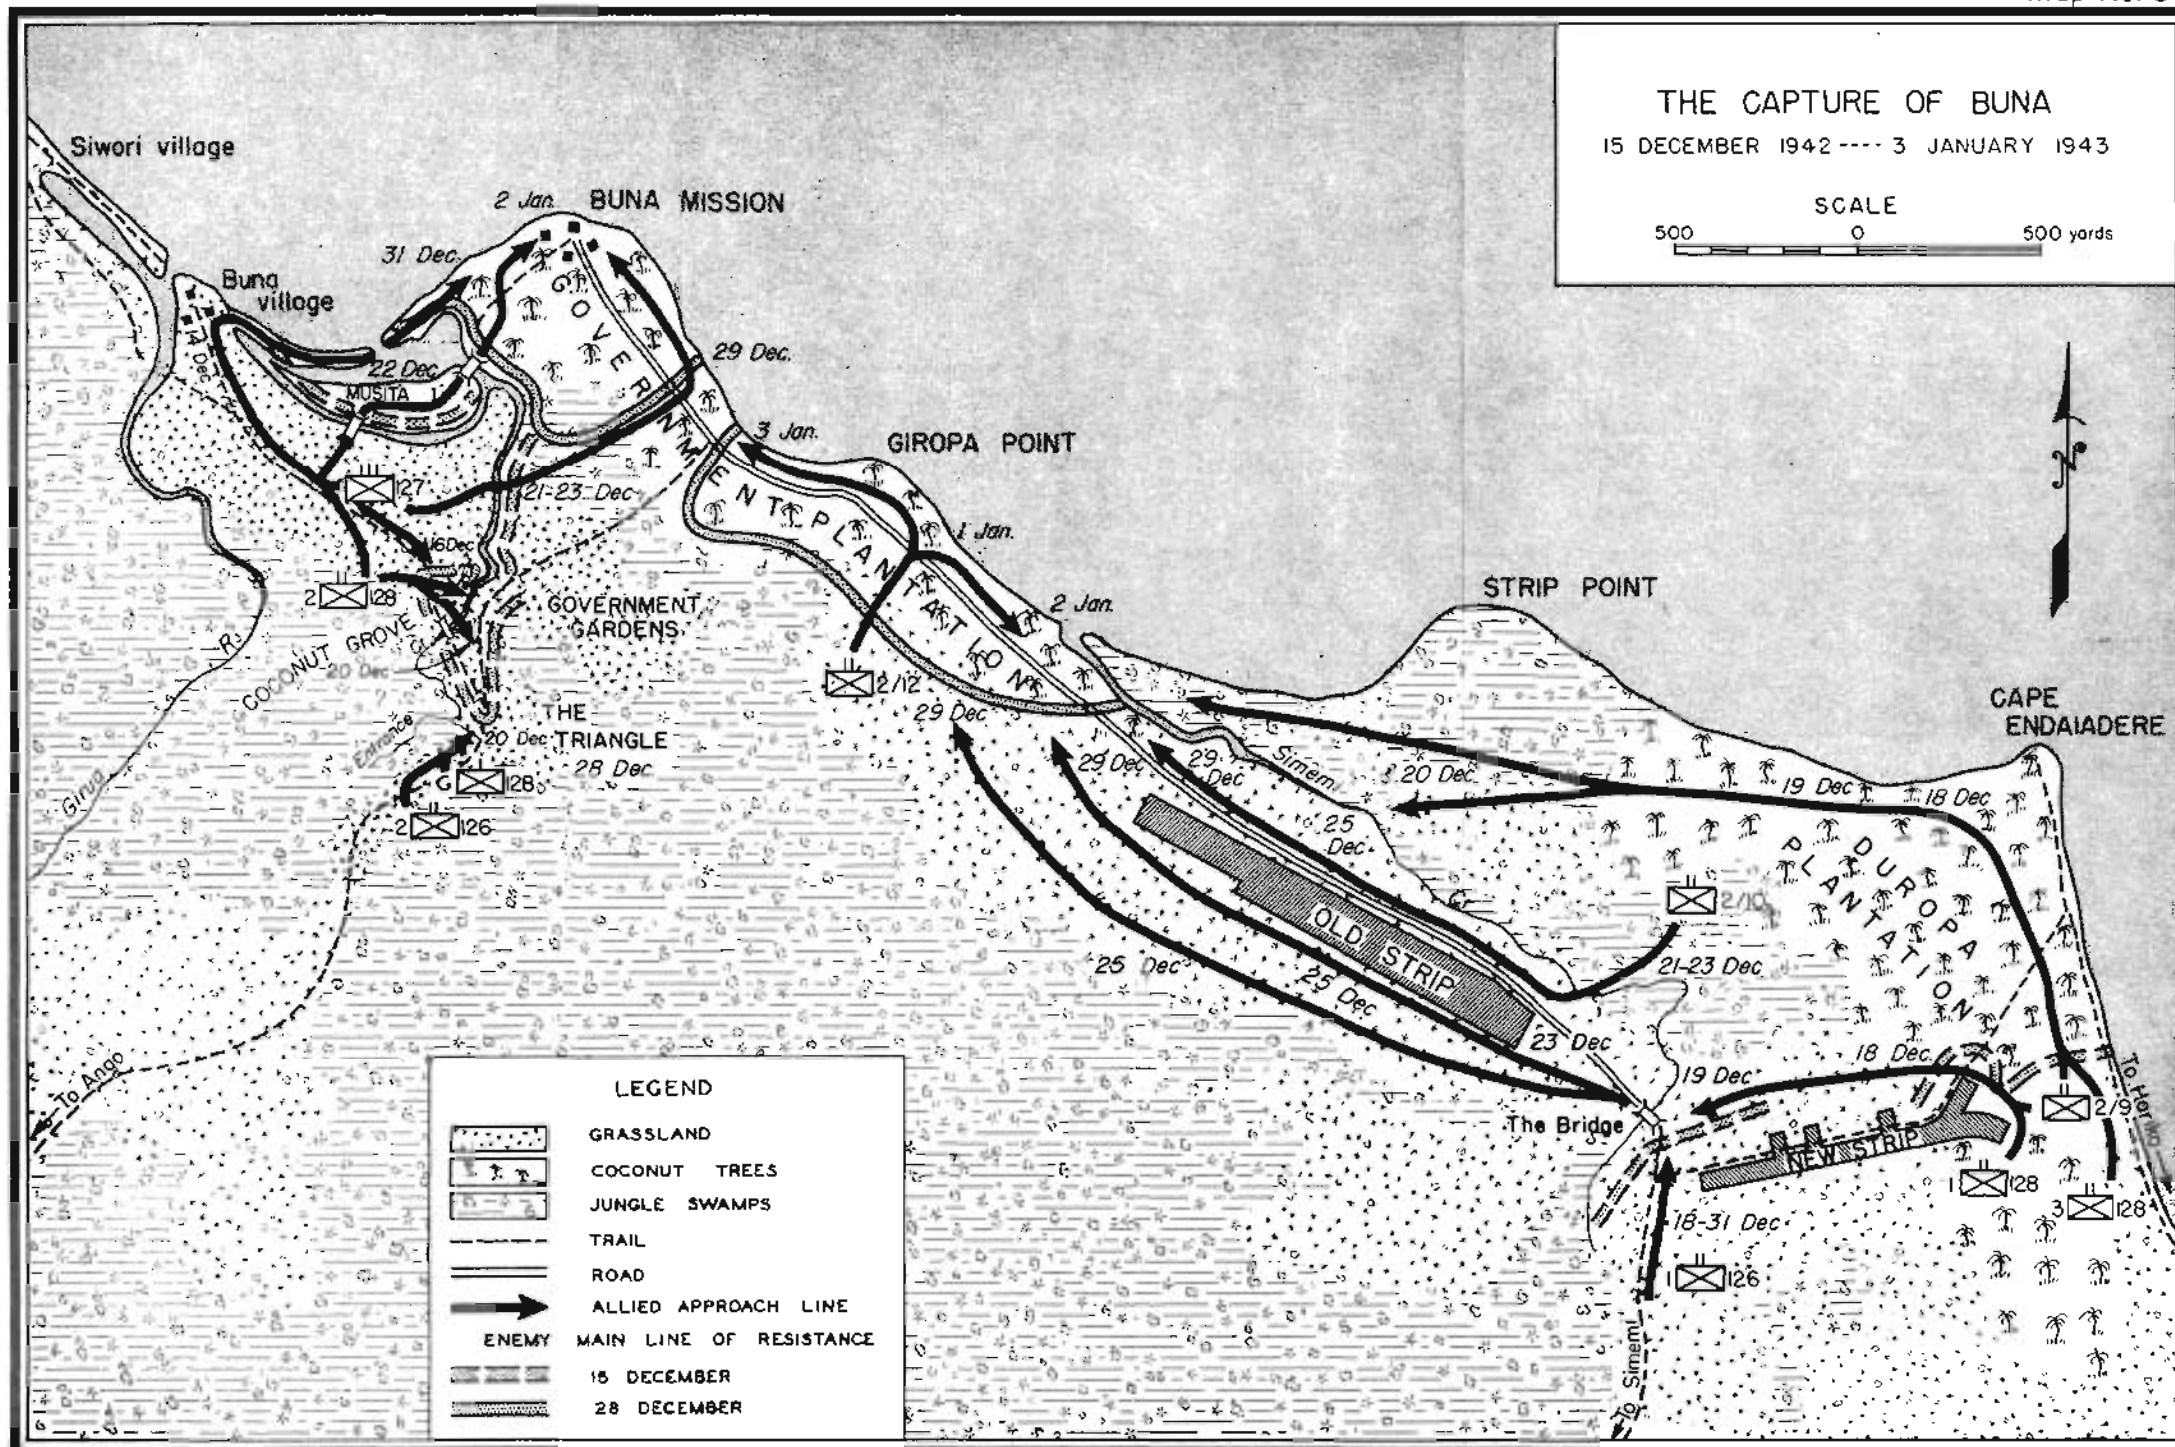 THE CAPTURE OF BUNA
15 DECEMBER 1942 ---- 3 JANUARY 1943
SCALE
500 0 500 yards
Siwori village
2 Jan. BUNA MISSION
31 Dec.
Buna
village
14 Dec
22 Dec
MUSITA I
29 Dec.
3 Jan.
GIROPA POINT
GOVERNMENT PLANTATION
127
21-23 Dec
16 Dec
1 Jan.
2 128
2 Jan.
STRIP POINT
GOVERNMENT
GARDENS
COCONUT GROVE
20 Dec
R.
Girua
Entrance
2/12
29 Dec
CAPE
ENDAIADERE
THE
TRIANGLE
20 Dec
28 Dec
G 128
2 126
29 Dec
29
Dec
Simemi
20 Dec
19 Dec
18 Dec
25
Dec
DUROPA
PLANTATION
2/10
21-23 Dec
OLD STRIP
25 Dec
25 Dec
23 Dec
18 Dec
19 Dec
The Bridge
NEW STRIP
2/9
To Ango
1 128
3 128
18-31 Dec
1 126
To Simemi
LEGEND
GRASSLAND
COCONUT TREES
JUNGLE SWAMPS
TRAIL
ROAD
ALLIED APPROACH LINE
ENEMY MAIN LINE OF RESISTANCE
15 DECEMBER
28 DECEMBER